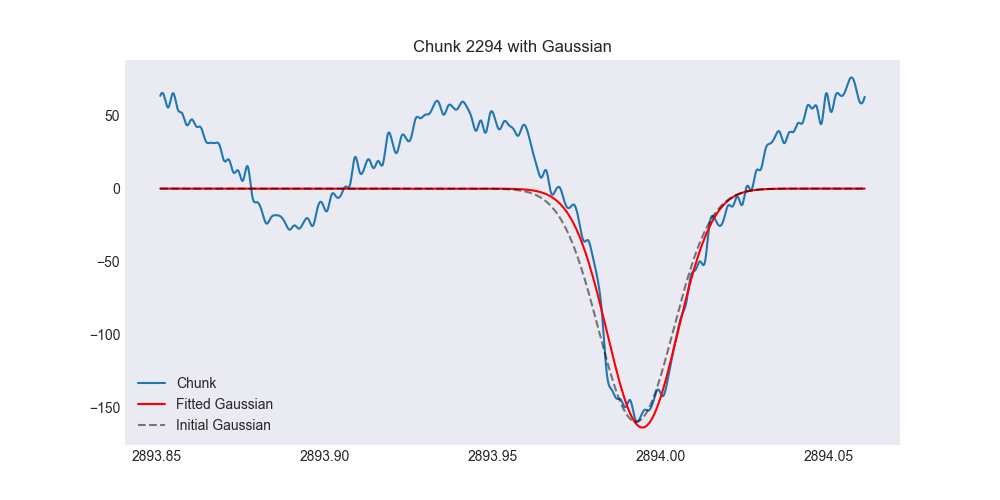 Chunk 2294 with Gaussian
50
0
−50
−100
−150
Chunk
Fitted Gaussian
Initial Gaussian
2893.85 2893.90 2893.95 2894.00 2894.05